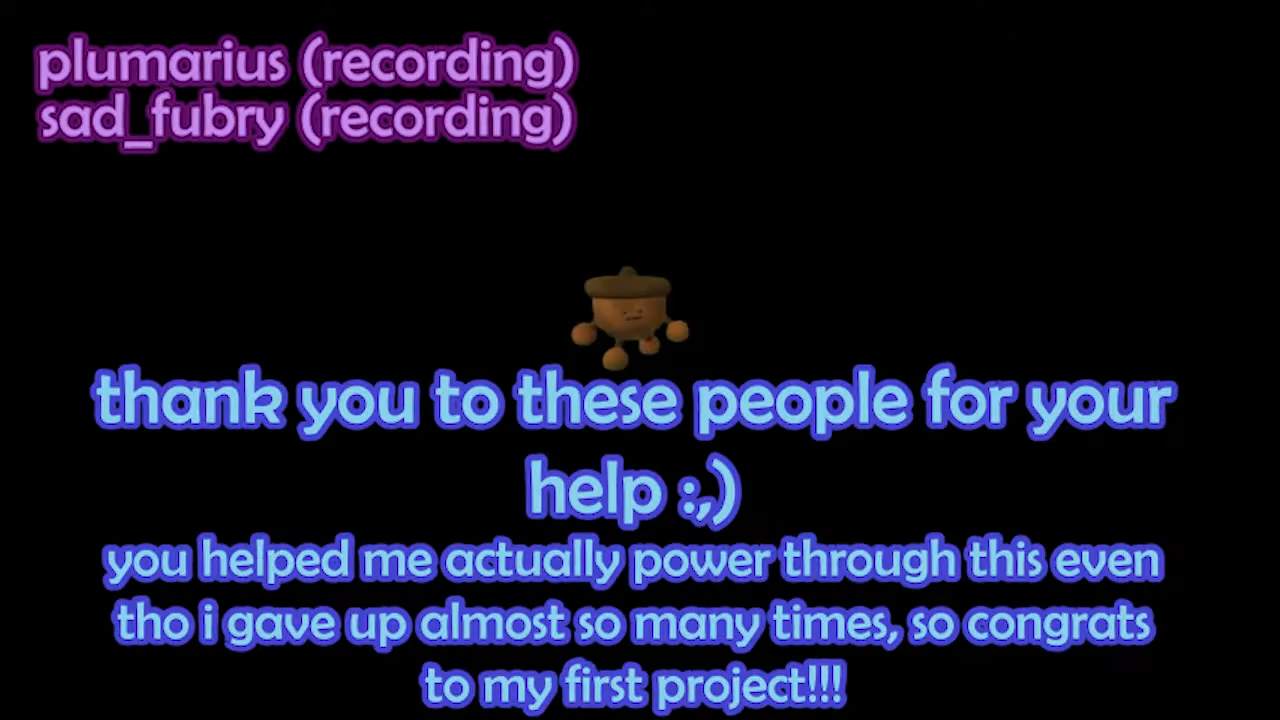 plumarius (recording)
sad_fubry (recording)
thank you to these people for your
help :,)
you helped me actually power through this even
tho i gave up almost so many times, so congrats
to my first project!!!